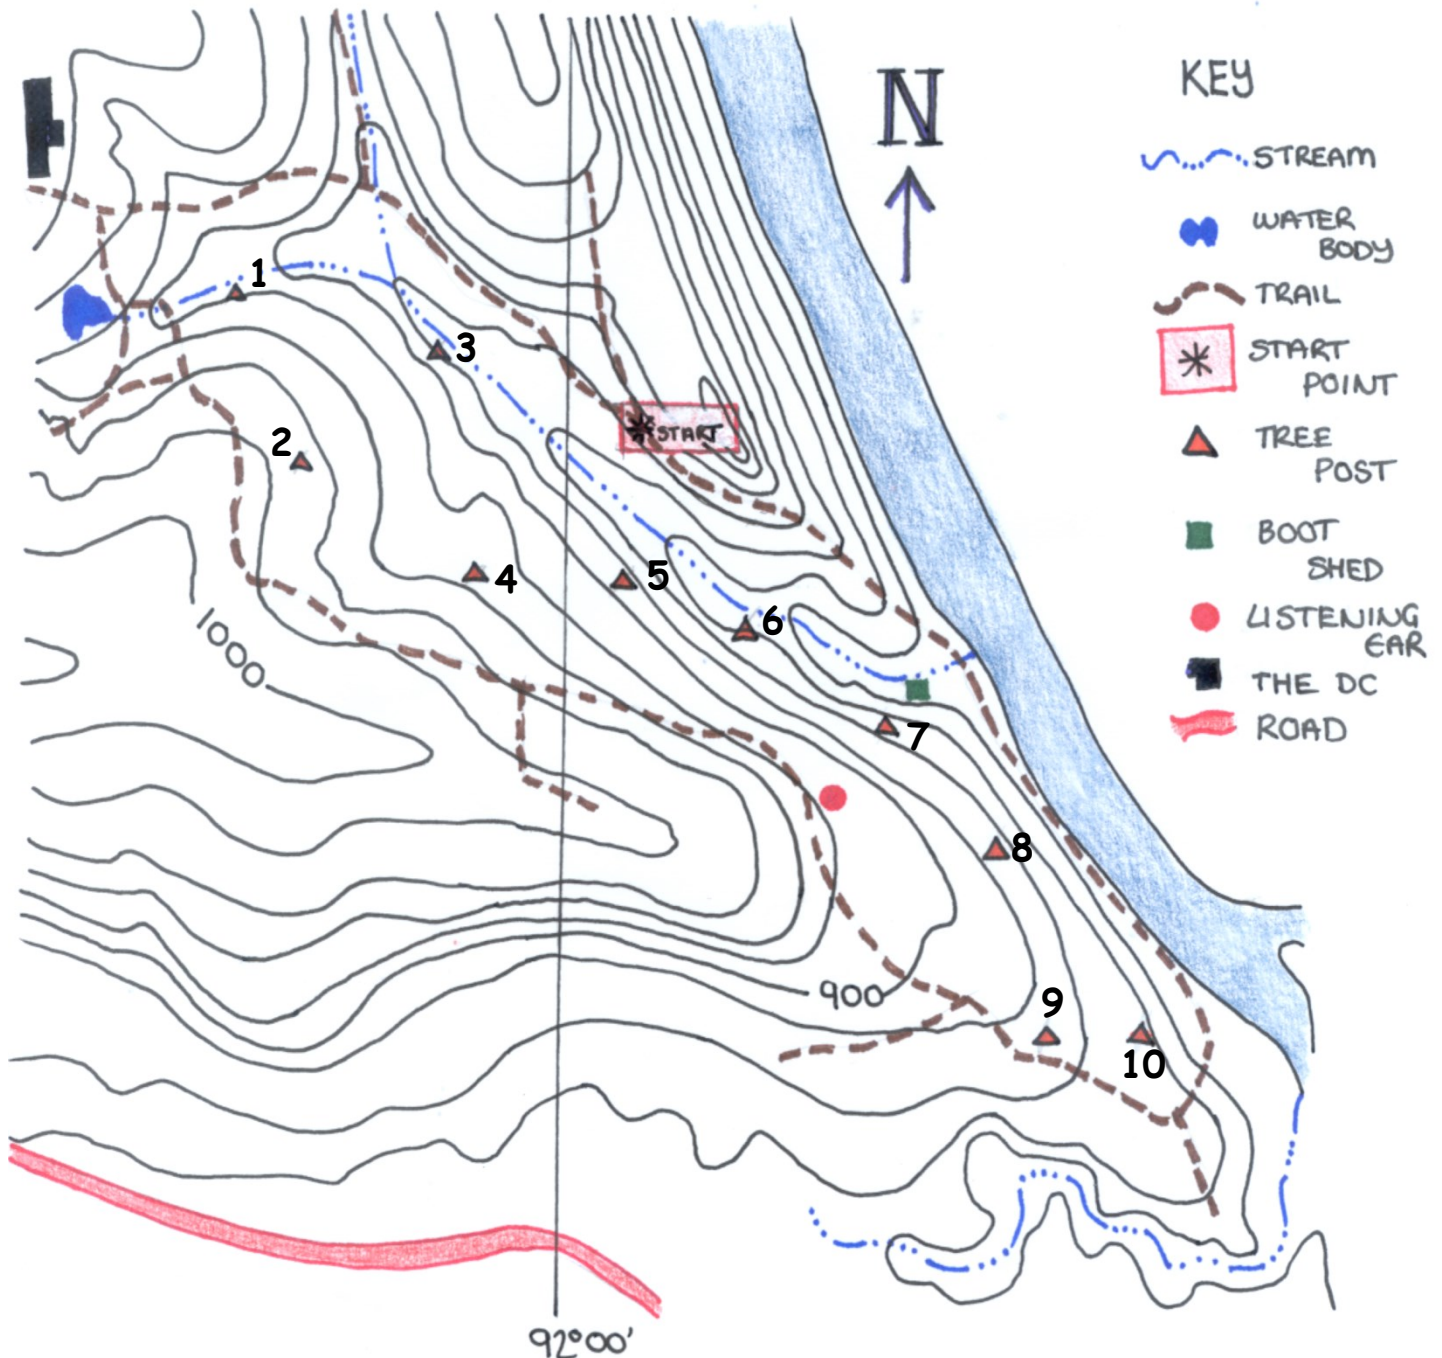 N
KEY
STREAM
WATER
BODY
TRAIL
START
POINT
TREE
POST
BOOT
SHED
LISTENING
EAR
THE DC
ROAD
1
3
START
2
4
5
6
1000
7
8
900
9
10
92°00'